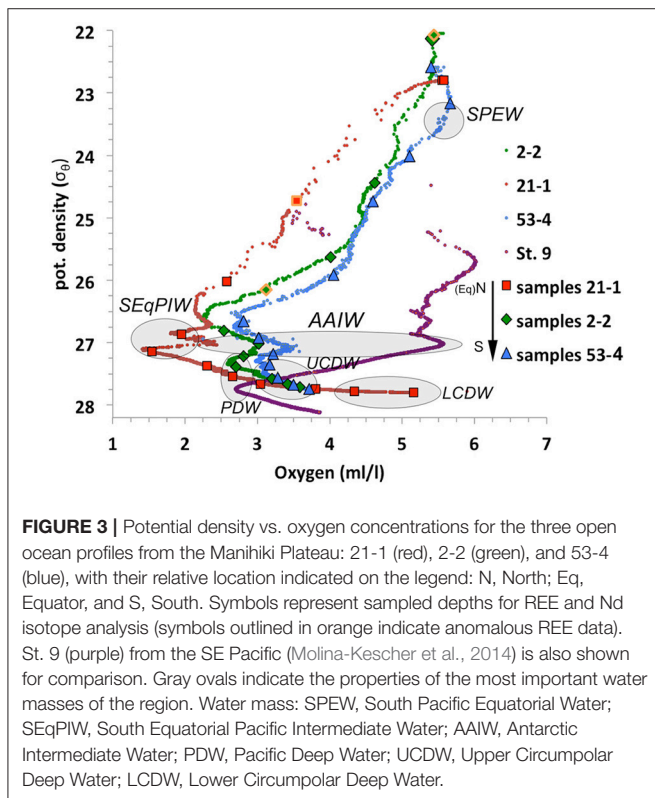 22
23
24
25
26
27
28
pot. density (σθ)
1 2 3 4 5 6 7
Oxygen (ml/l)
SPEW
SEqPIW
AAIW
UCDW
PDW
LCDW
2-2
21-1
53-4
St. 9
(Eq)N
S
samples 21-1
samples 2-2
samples 53-4
FIGURE 3 | Potential density vs. oxygen concentrations for the three open
ocean profiles from the Manihiki Plateau: 21-1 (red), 2-2 (green), and 53-4
(blue), with their relative location indicated on the legend: N, North; Eq,
Equator, and S, South. Symbols represent sampled depths for REE and Nd
isotope analysis (symbols outlined in orange indicate anomalous REE data).
St. 9 (purple) from the SE Pacific (Molina-Kescher et al., 2014) is also shown
for comparison. Gray ovals indicate the properties of the most important water
masses of the region. Water mass: SPEW, South Pacific Equatorial Water;
SEqPIW, South Equatorial Pacific Intermediate Water; AAIW, Antarctic
Intermediate Water; PDW, Pacific Deep Water; UCDW, Upper Circumpolar
Deep Water; LCDW, Lower Circumpolar Deep Water.